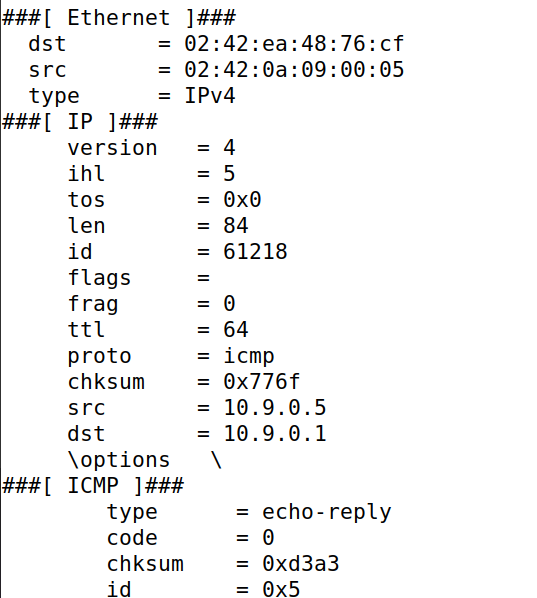 ###[ Ethernet ]###
  dst       = 02:42:ea:48:76:cf
  src       = 02:42:0a:09:00:05
  type      = IPv4
###[ IP ]###
     version   = 4
     ihl       = 5
     tos       = 0x0
     len       = 84
     id        = 61218
     flags     =
     frag      = 0
     ttl       = 64
     proto     = icmp
     chksum    = 0x776f
     src       = 10.9.0.5
     dst       = 10.9.0.1
     \options   \
###[ ICMP ]###
        type      = echo-reply
        code      = 0
        chksum    = 0xd3a3
        id        = 0x5